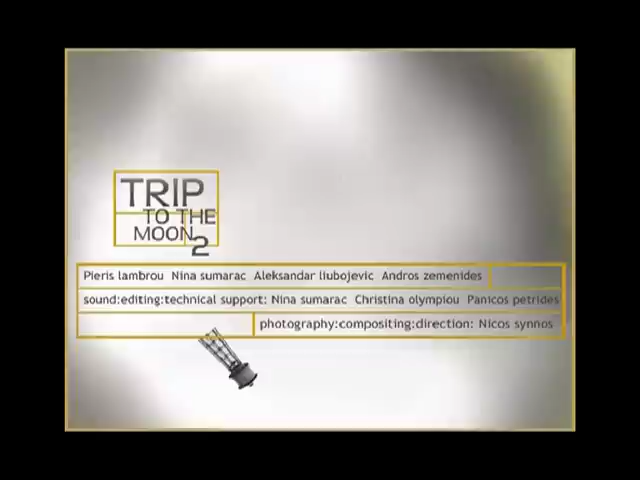 TRIP
TO THE
MOON
2
Pieris lambrou Nina sumarac Aleksandar liubojevic Andros zemenides
sound:editing:technical support: Nina sumarac Christina olympiou Panicos petrides
photography:compositing:direction: Nicos synnos